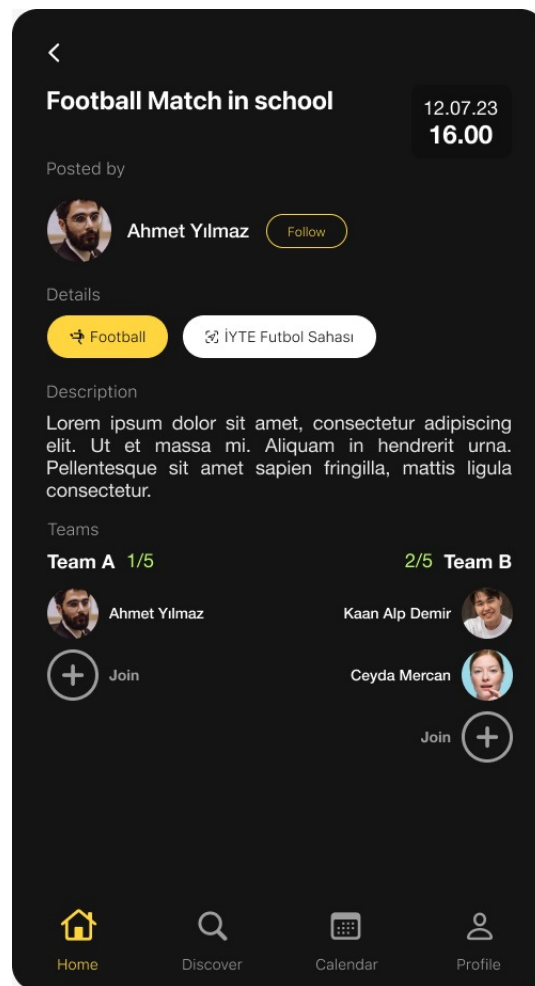 Football Match in school
12.07.23
16.00
Posted by
Ahmet Yılmaz
Follow
Details
Football
İYTE Futbol Sahası
Description
Lorem ipsum dolor sit amet, consectetur adipiscing
elit. Ut et massa mi. Aliquam in hendrerit urna.
Pellentesque sit amet sapien fringilla, mattis ligula
consectetur.
Teams
Team A 1/5
2/5 Team B
Ahmet Yılmaz
Kaan Alp Demir
Join
Ceyda Mercan
Join
Home
Discover
Calendar
Profile